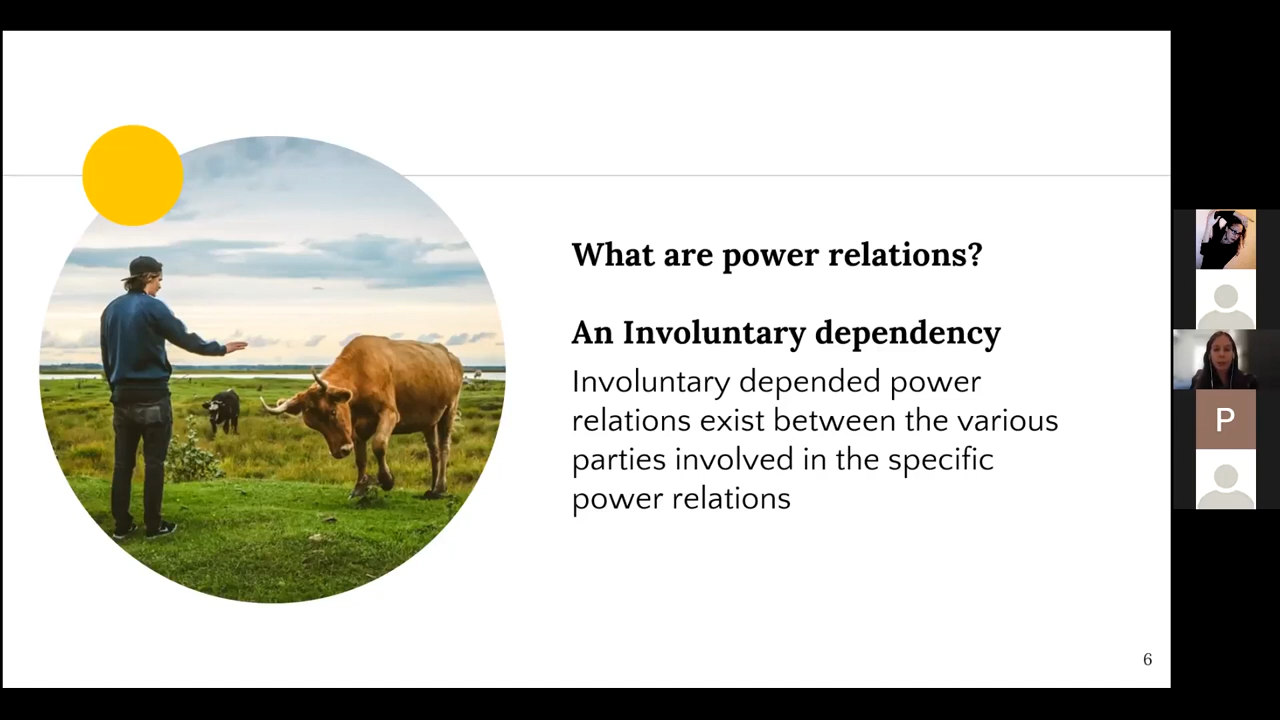 What are power relations?
An Involuntary dependency
Involuntary depended power
relations exist between the various
parties involved in the specific
power relations
P
6